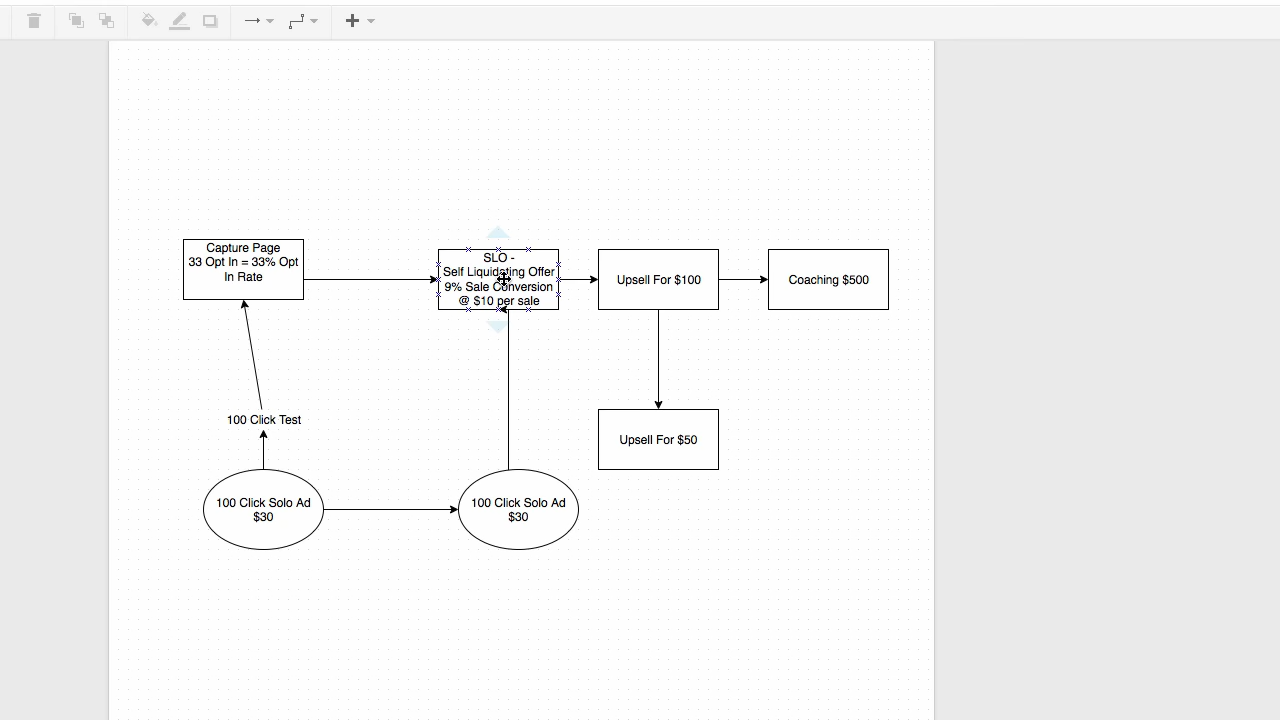 Capture Page
33 Opt In = 33% Opt
In Rate
SLO -
Self Liquidating Offer
9% Sale Conversion
@ $10 per sale
Upsell For $100
Coaching $500
100 Click Test
Upsell For $50
100 Click Solo Ad
$30
100 Click Solo Ad
$30